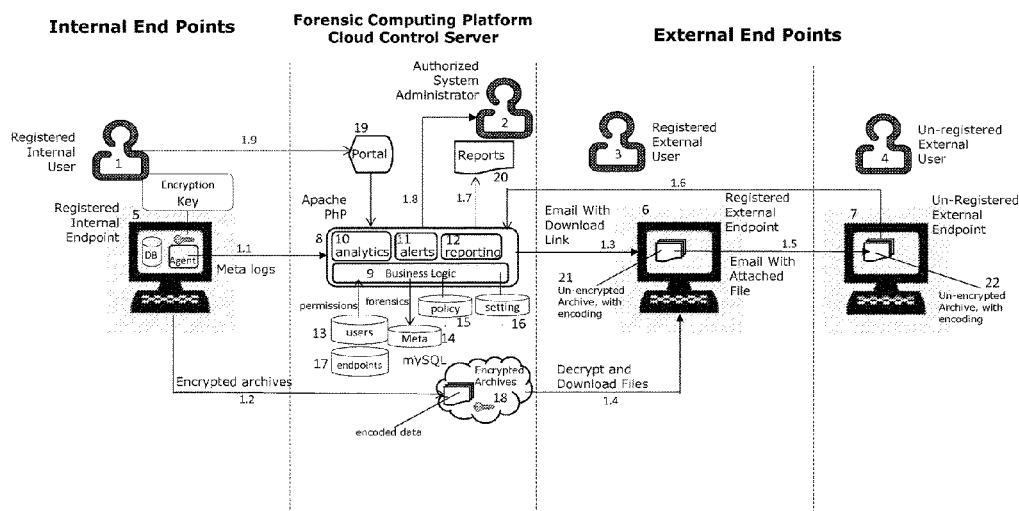 Internal End Points
Forensic Computing Platform
Cloud Control Server
External End Points
Registered
Internal
User
1
1.9
Encryption
Key
Registered
Internal
Endpoint
5
DB
Agent
1.1
Meta logs
Encrypted archives
1.2
Authorized
System
Administrator
2
19
Portal
Reports
20
Apache
PhP
1.8
1.7
8
10
analytics
11
alerts
12
reporting
9 Business Logic
permissions
forensics
policy
15
setting
16
13
users
Meta
14
17
endpoints
mySQL
Encrypted
Archives
18
encoded data
3
Registered
External
User
Email With
Download
Link
1.3
6
Registered
External
Endpoint
21
Un-encrypted
Archive, with
encoding
1.5
Email With
Attached
File
Decrypt and
Download Files
1.4
Un-registered
External
User
4
1.6
7
Un-Registered
External
Endpoint
22
Un-encrypted
Archive, with
encoding